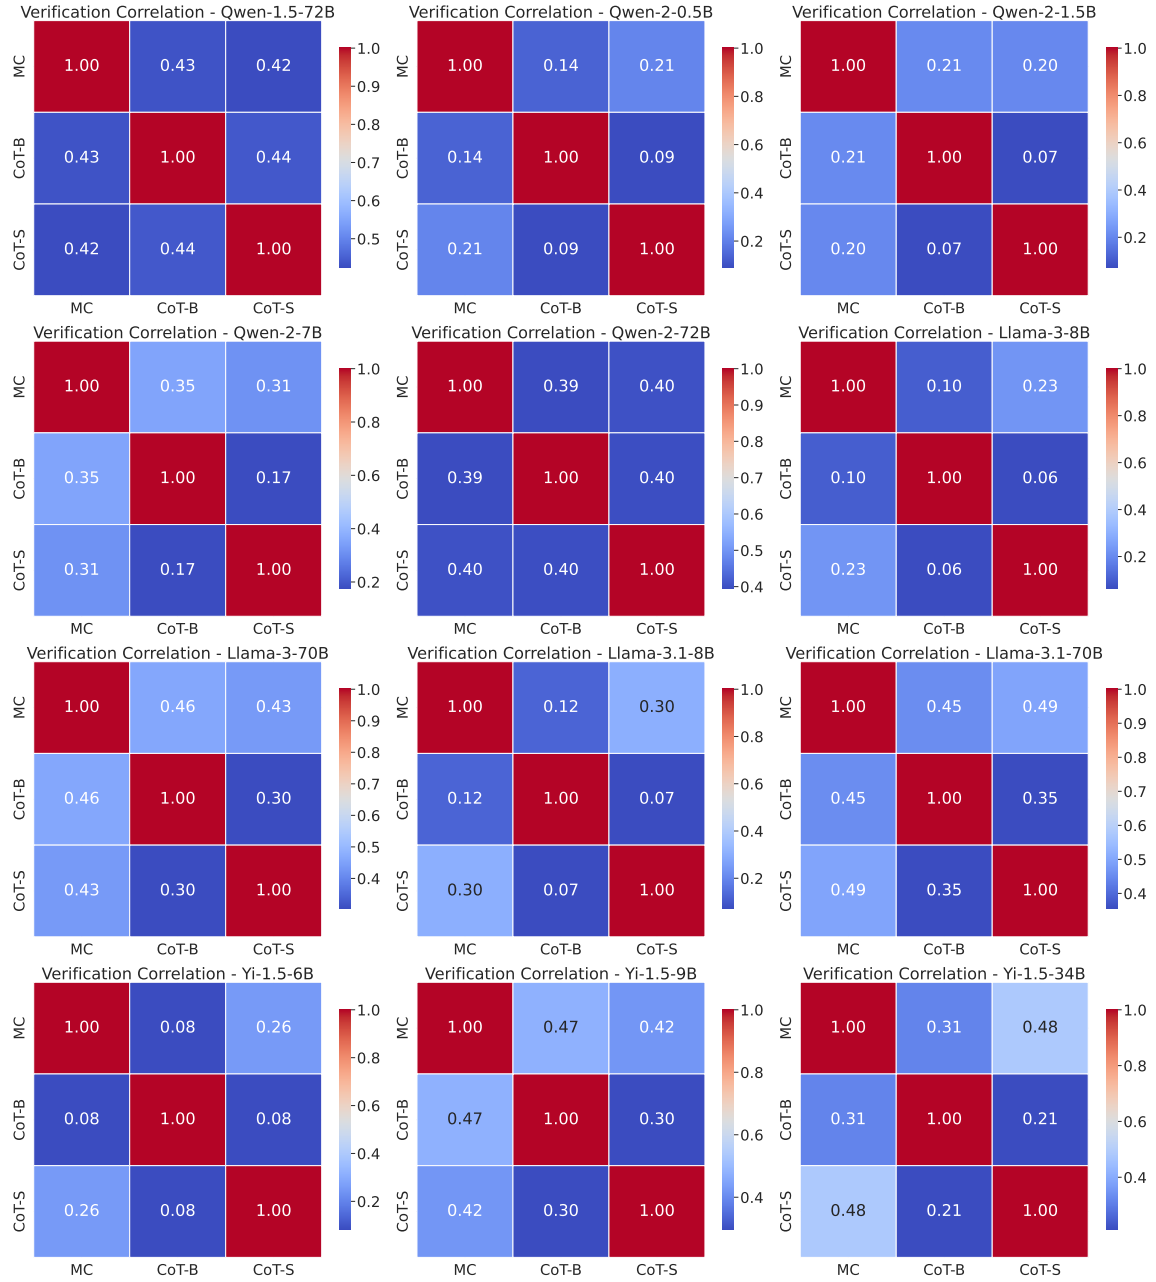 Verification Correlation - Qwen-1.5-72B
MC 1.00 0.43 0.42
CoT-B 0.43 1.00 0.44
CoT-S 0.42 0.44 1.00
MC CoT-B CoT-S
1.0
0.9
0.8
0.7
0.6
0.5
Verification Correlation - Qwen-2-0.5B
MC 1.00 0.14 0.21
CoT-B 0.14 1.00 0.09
CoT-S 0.21 0.09 1.00
MC CoT-B CoT-S
1.0
0.8
0.6
0.4
0.2
Verification Correlation - Qwen-2-1.5B
MC 1.00 0.21 0.20
CoT-B 0.21 1.00 0.07
CoT-S 0.20 0.07 1.00
MC CoT-B CoT-S
1.0
0.8
0.6
0.4
0.2
Verification Correlation - Qwen-2-7B
MC 1.00 0.35 0.31
CoT-B 0.35 1.00 0.17
CoT-S 0.31 0.17 1.00
MC CoT-B CoT-S
1.0
0.8
0.6
0.4
0.2
Verification Correlation - Qwen-2-72B
MC 1.00 0.39 0.40
CoT-B 0.39 1.00 0.40
CoT-S 0.40 0.40 1.00
MC CoT-B CoT-S
1.0
0.9
0.8
0.7
0.6
0.5
0.4
Verification Correlation - Llama-3-8B
MC 1.00 0.10 0.23
CoT-B 0.10 1.00 0.06
CoT-S 0.23 0.06 1.00
MC CoT-B CoT-S
1.0
0.8
0.6
0.4
0.2
Verification Correlation - Llama-3-70B
MC 1.00 0.46 0.43
CoT-B 0.46 1.00 0.30
CoT-S 0.43 0.30 1.00
MC CoT-B CoT-S
1.0
0.9
0.8
0.7
0.6
0.5
0.4
Verification Correlation - Llama-3.1-8B
MC 1.00 0.12 0.30
CoT-B 0.12 1.00 0.07
CoT-S 0.30 0.07 1.00
MC CoT-B CoT-S
1.0
0.8
0.6
0.4
0.2
Verification Correlation - Llama-3.1-70B
MC 1.00 0.45 0.49
CoT-B 0.45 1.00 0.35
CoT-S 0.49 0.35 1.00
MC CoT-B CoT-S
1.0
0.9
0.8
0.7
0.6
0.5
0.4
Verification Correlation - Yi-1.5-6B
MC 1.00 0.08 0.26
CoT-B 0.08 1.00 0.08
CoT-S 0.26 0.08 1.00
MC CoT-B CoT-S
1.0
0.8
0.6
0.4
0.2
Verification Correlation - Yi-1.5-9B
MC 1.00 0.47 0.42
CoT-B 0.47 1.00 0.30
CoT-S 0.42 0.30 1.00
MC CoT-B CoT-S
1.0
0.8
0.6
0.4
Verification Correlation - Yi-1.5-34B
MC 1.00 0.31 0.48
CoT-B 0.31 1.00 0.21
CoT-S 0.48 0.21 1.00
MC CoT-B CoT-S
1.0
0.8
0.6
0.4